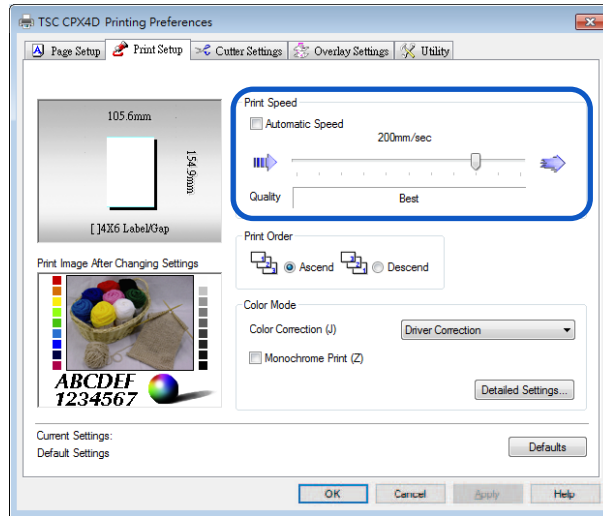 TSC CPX4D Printing Preferences
Page Setup Print Setup Cutter Settings Overlay Settings Utility
105.6mm
154.9mm
[ ]4X6 Label/Gap
Print Speed
Automatic Speed
200mm/sec
Quality Best
Print Order
Ascend Descend
Print Image After Changing Settings
ABCDEF
1234567
Color Mode
Color Correction (J) Driver Correction
Monochrome Print (Z)
Detailed Settings...
Current Settings:
Default Settings
Defaults
OK Cancel Apply Help